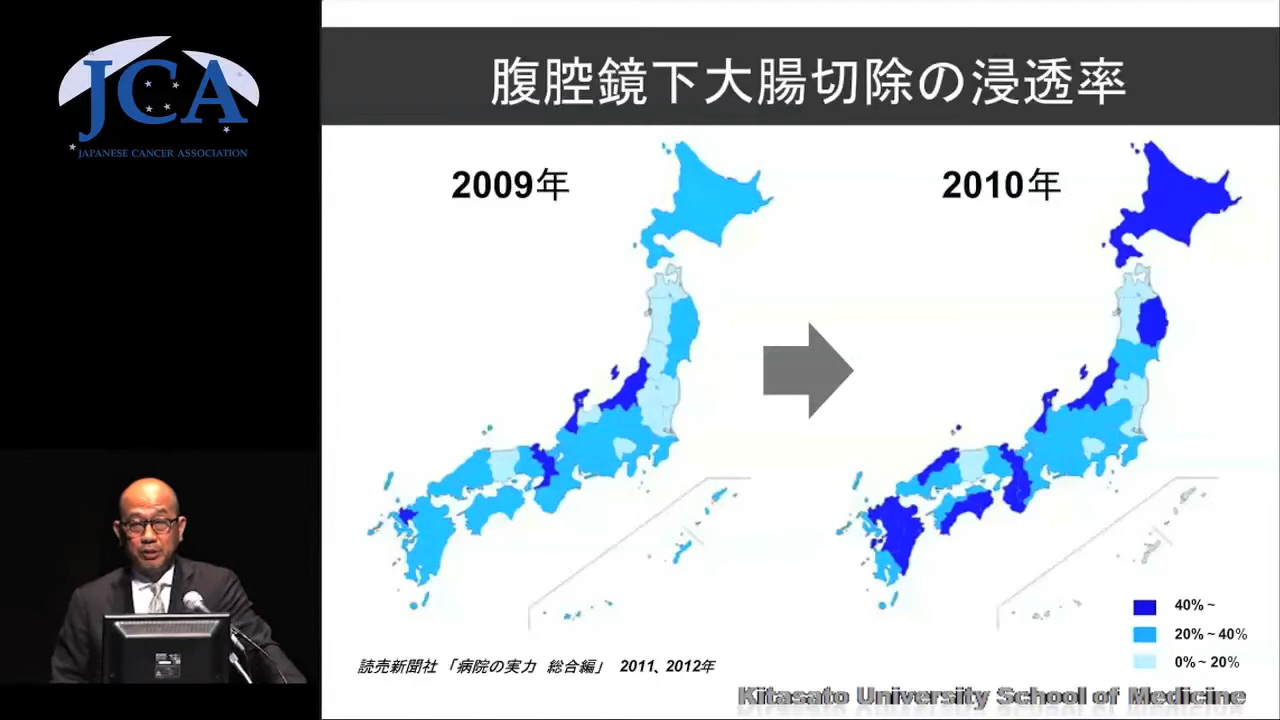 JCA
JAPANESE CANCER ASSOCIATION
腹腔鏡下大腸切除の浸透率
2009年
2010年
40%~
20%~40%
0%~20%
読売新聞社 「病院の実力 総合編」 2011、2012年
Kitasato University School of Medicine